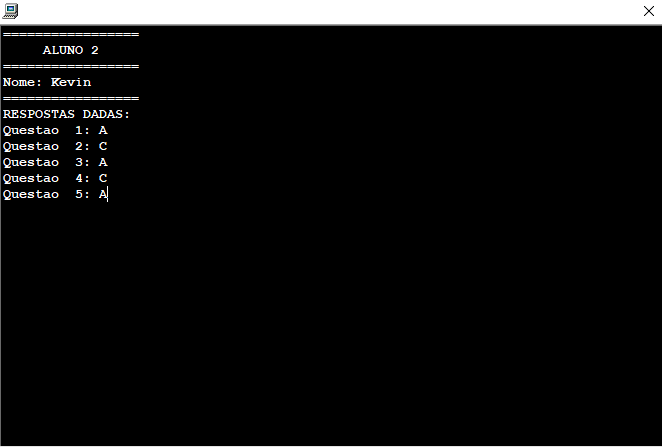 =================
ALUNO 2
=================
Nome: Kevin
=================
RESPOSTAS DADAS:
Questao  1: A
Questao  2: C
Questao  3: A
Questao  4: C
Questao  5: A